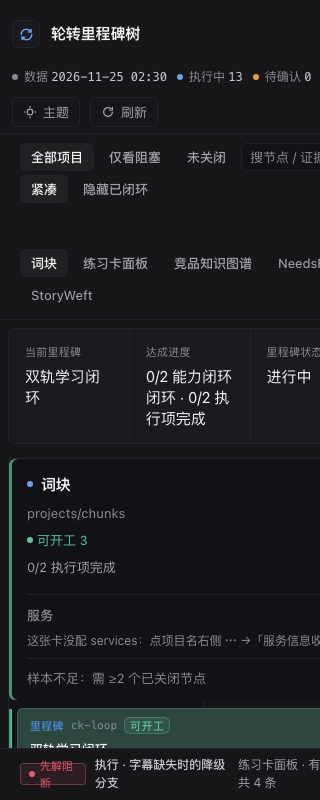 轮转里程碑树
数据 2026-11-25 02:30 执行中 13 待确认 0
主题 刷新
全部项目 仅看阻塞 未关闭 搜节点 / 证据
紧凑 隐藏已闭环
词块 练习卡面板 竞品知识图谱
StoryWeft
当前里程碑 达成进度 里程碑状态
双轨学习闭 0/2 能力闭环 进行中
环 闭环 · 0/2 执
行项完成
词块
projects/chunks
可开工 3
0/2 执行项完成
服务
这张卡没配 services：点项目名右侧 ⋯ →「服务信息收
样本不足：需 ≥2 个已关闭节点
里程碑 ck-loop 可开工
双轨学习闭环
先解阻 执行 · 字幕缺失时的降级 练习卡面板 · 有
断 分支 共 4 条